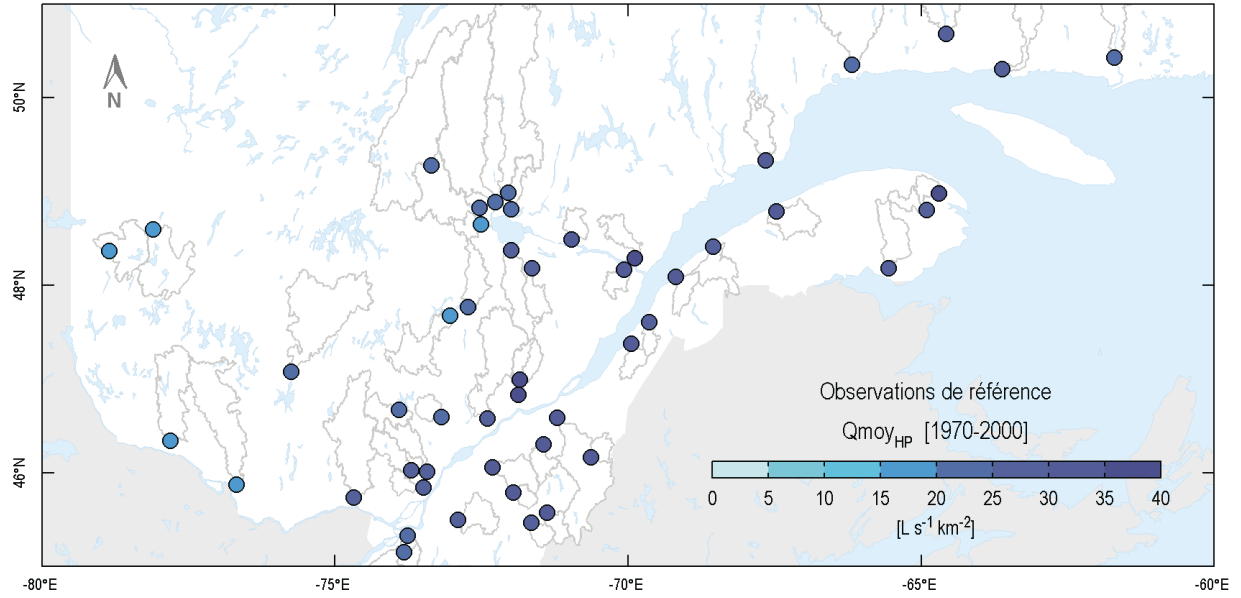 N
50°N
48°N
46°N
Observations de référence
QmoyHP [1970-2000]
0 5 10 15 20 25 30 35 40
[L s-1 km-2]
-80°E -75°E -70°E -65°E -60°E